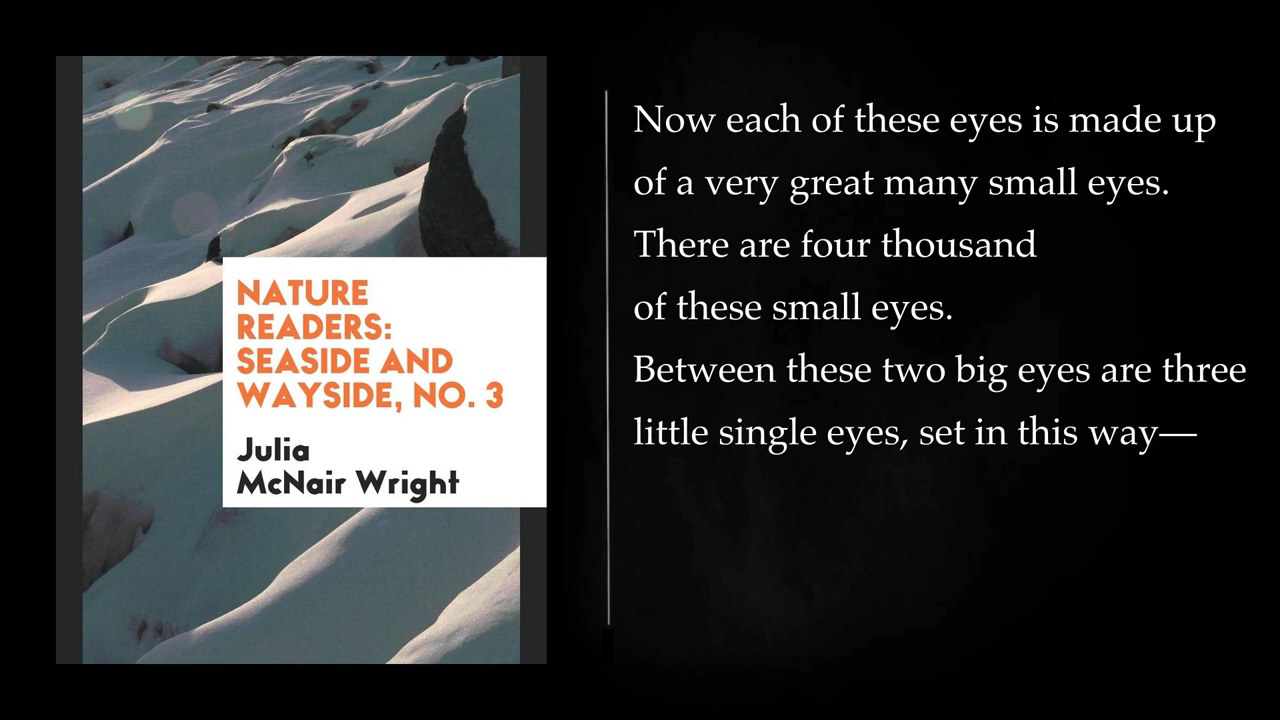 NATURE
READERS:
SEASIDE AND
WAYSIDE, NO. 3
Julia
McNair Wright
Now each of these eyes is made up
of a very great many small eyes.
There are four thousand
of these small eyes.
Between these two big eyes are three
little single eyes, set in this way—